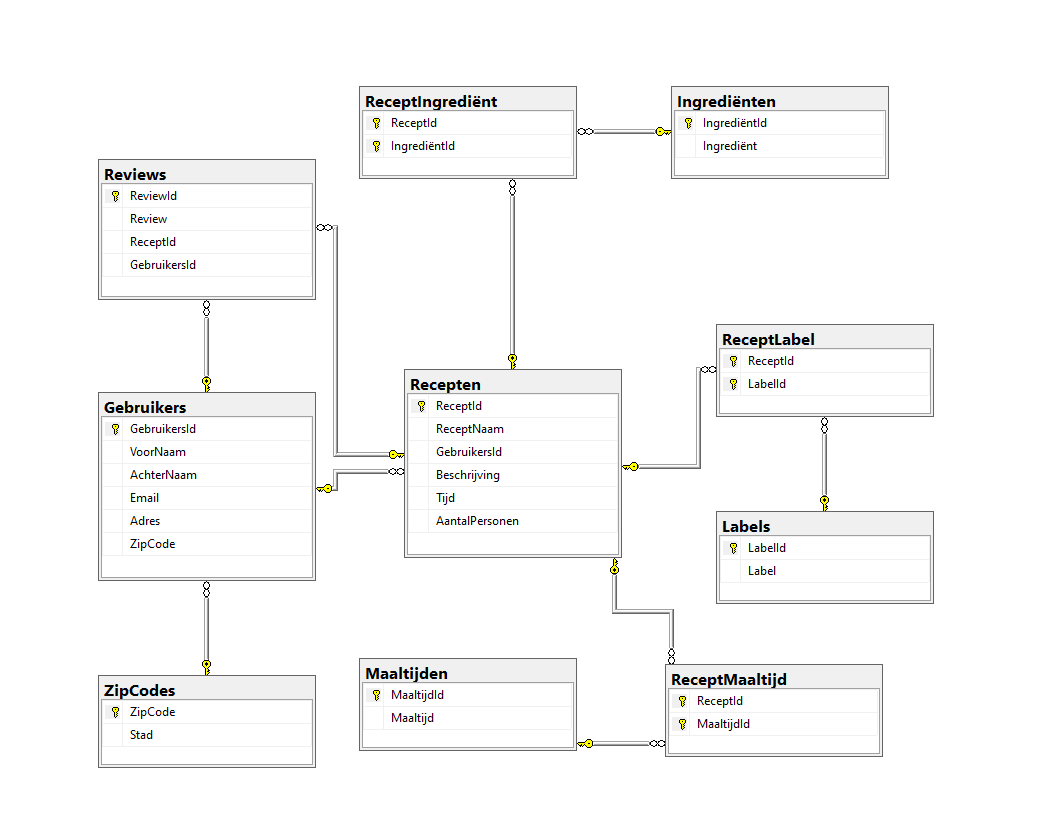 ReceptIngrediënt
ReceptId
IngrediëntId
Ingrediënten
IngrediëntId
Ingrediënt
Reviews
ReviewId
Review
ReceptId
GebruikersId
ReceptLabel
ReceptId
LabelId
Recepten
ReceptId
ReceptNaam
GebruikersId
Beschrijving
Tijd
AantalPersonen
Gebruikers
GebruikersId
VoorNaam
AchterNaam
Email
Adres
ZipCode
Labels
LabelId
Label
Maaltijden
MaaltijdId
Maaltijd
ReceptMaaltijd
ReceptId
MaaltijdId
ZipCodes
ZipCode
Stad